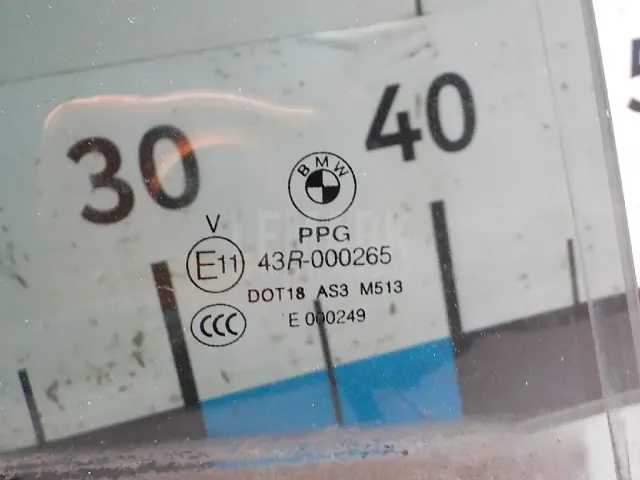 40
30
BMW
PPG
V
E11 43R-000265
DOT18 AS3 M513
CCC E 000249